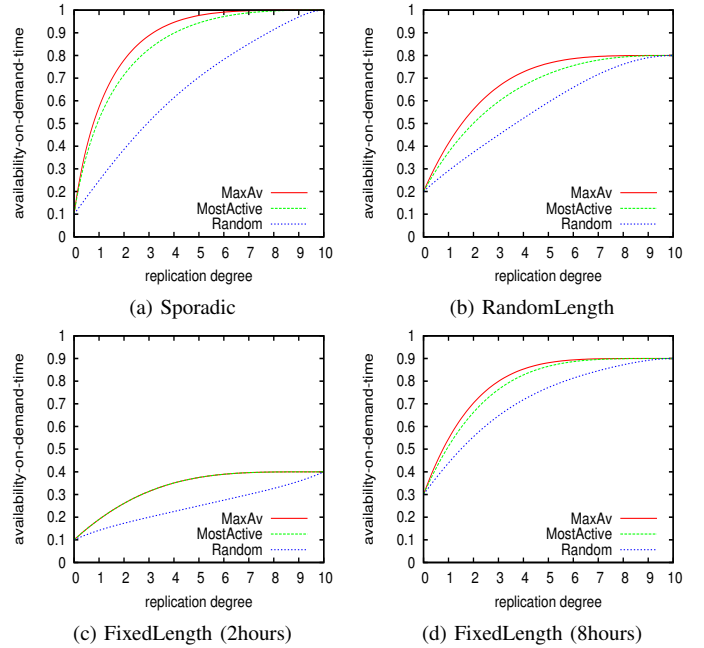 availability-on-demand-time
1
0.9
0.8
0.7
0.6
0.5
0.4
0.3
0.2
0.1
0
MaxAv
MostActive
Random
0 1 2 3 4 5 6 7 8 9 10
replication degree
(a) Sporadic
availability-on-demand-time
1
0.9
0.8
0.7
0.6
0.5
0.4
0.3
0.2
0.1
0
MaxAv
MostActive
Random
0 1 2 3 4 5 6 7 8 9 10
replication degree
(b) RandomLength
availability-on-demand-time
1
0.9
0.8
0.7
0.6
0.5
0.4
0.3
0.2
0.1
0
MaxAv
MostActive
Random
0 1 2 3 4 5 6 7 8 9 10
replication degree
(c) FixedLength (2hours)
availability-on-demand-time
1
0.9
0.8
0.7
0.6
0.5
0.4
0.3
0.2
0.1
0
MaxAv
MostActive
Random
0 1 2 3 4 5 6 7 8 9 10
replication degree
(d) FixedLength (8hours)